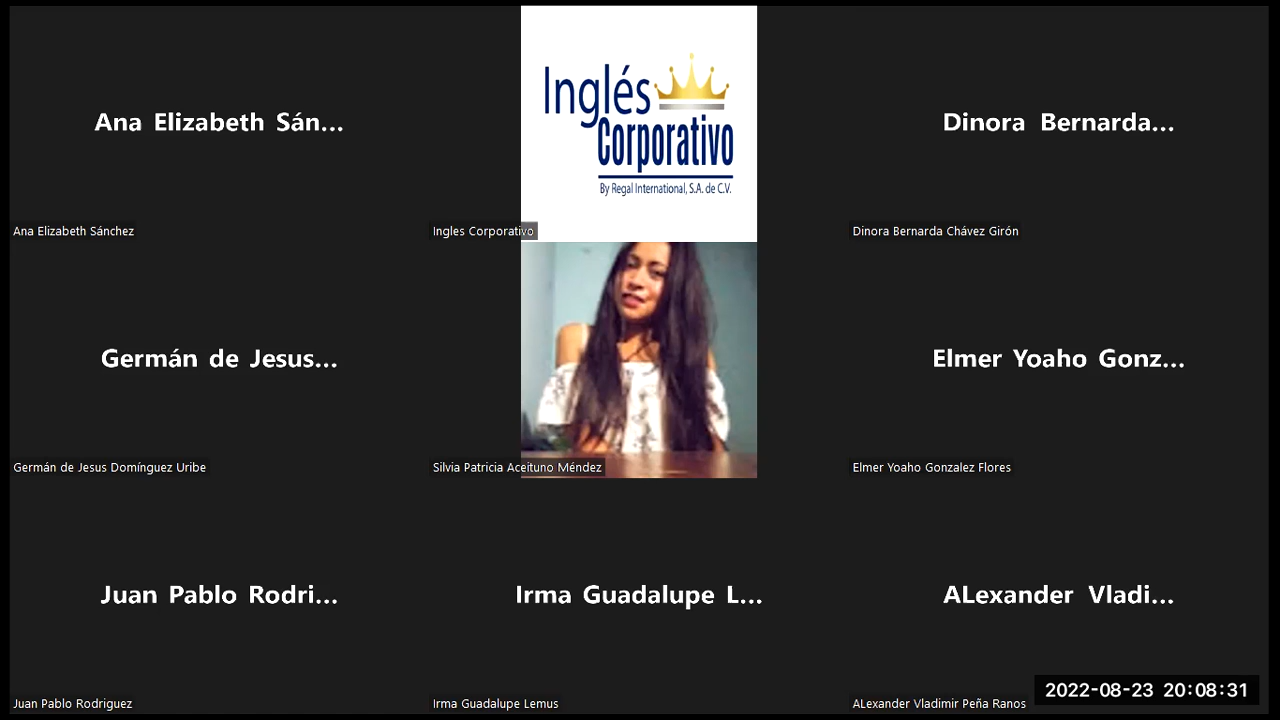 Ana Elizabeth Sán...
Inglés
Corporativo
By Regal International, S.A. de C.V.
Dinora Bernarda...
Ana Elizabeth Sánchez
Ingles Corporativo
Dinora Bernarda Chávez Girón
Germán de Jesus...
Elmer Yoaho Gonz...
Germán de Jesus Domínguez Uribe
Silvia Patricia Aceituno Méndez
Elmer Yoaho Gonzalez Flores
Juan Pablo Rodri...
Irma Guadalupe L...
ALexander Vladi...
2022-08-23 20:08:31
Juan Pablo Rodriguez
Irma Guadalupe Lemus
ALexander Vladimir Peña Ranos